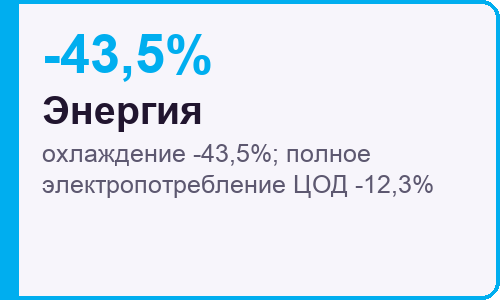 -43,5%
Энергия
охлаждение -43,5%; полное
электропотребление ЦОД -12,3%